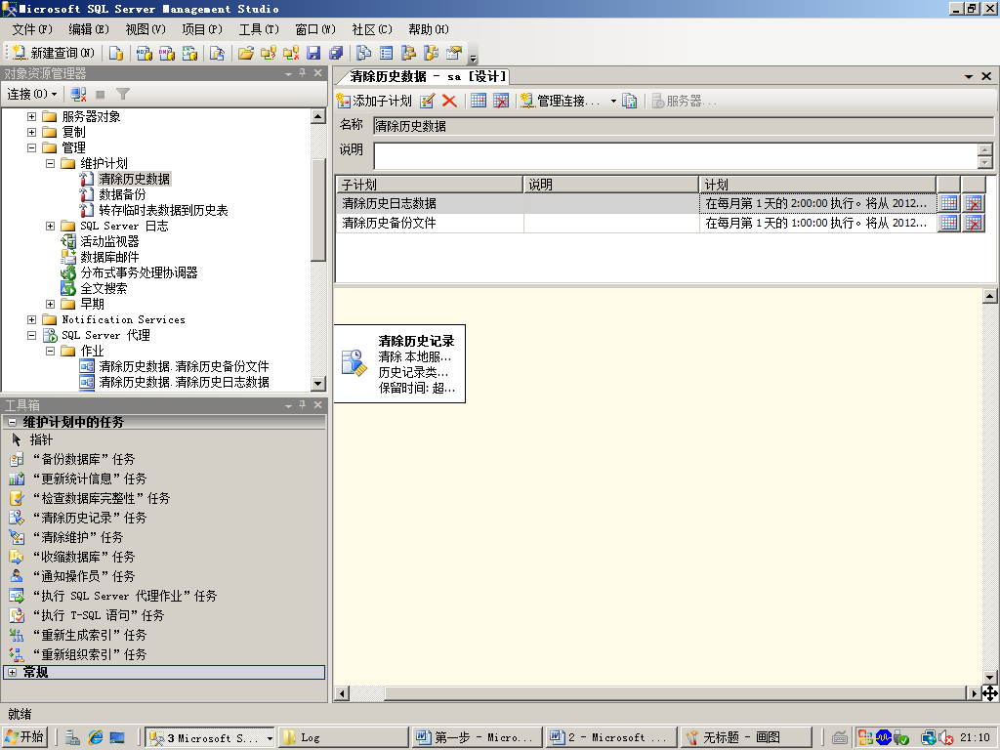 Microsoft SQL Server Management Studio
文件(F) 编辑(E) 视图(V) 项目(P) 工具(T) 窗口(W) 社区(C) 帮助(H)
新建查询(N)
对象资源管理器
连接(O)
服务器对象
复制
管理
维护计划
清除历史数据
数据备份
转存临时表数据到历史表
SQL Server 日志
活动监视器
数据库邮件
分布式事务处理协调器
全文搜索
早期
Notification Services
SQL Server 代理
作业
清除历史数据.清除历史备份文件
清除历史数据.清除历史日志数据
工具箱
维护计划中的任务
指针
“备份数据库”任务
“更新统计信息”任务
“检查数据库完整性”任务
“清除历史记录”任务
“清除维护”任务
“收缩数据库”任务
“通知操作员”任务
“执行 SQL Server 代理作业”任务
“执行 T-SQL 语句”任务
“重新生成索引”任务
“重新组织索引”任务
常规
清除历史数据 - sa [设计]
添加子计划 管理连接... 服务器...
名称 清除历史数据
说明
子计划 说明 计划
清除历史日志数据 在每月第 1 天的 2:00:00 执行。将从 2012...
清除历史备份文件 在每月第 1 天的 1:00:00 执行。将从 2012...
清除历史记录
清除 本地服...
历史记录类...
保留时间: 超...
就绪
开始 3 Microsoft S... Log 第一步 - Micro... 2 - Microsoft ... 无标题 - 画图 21:10